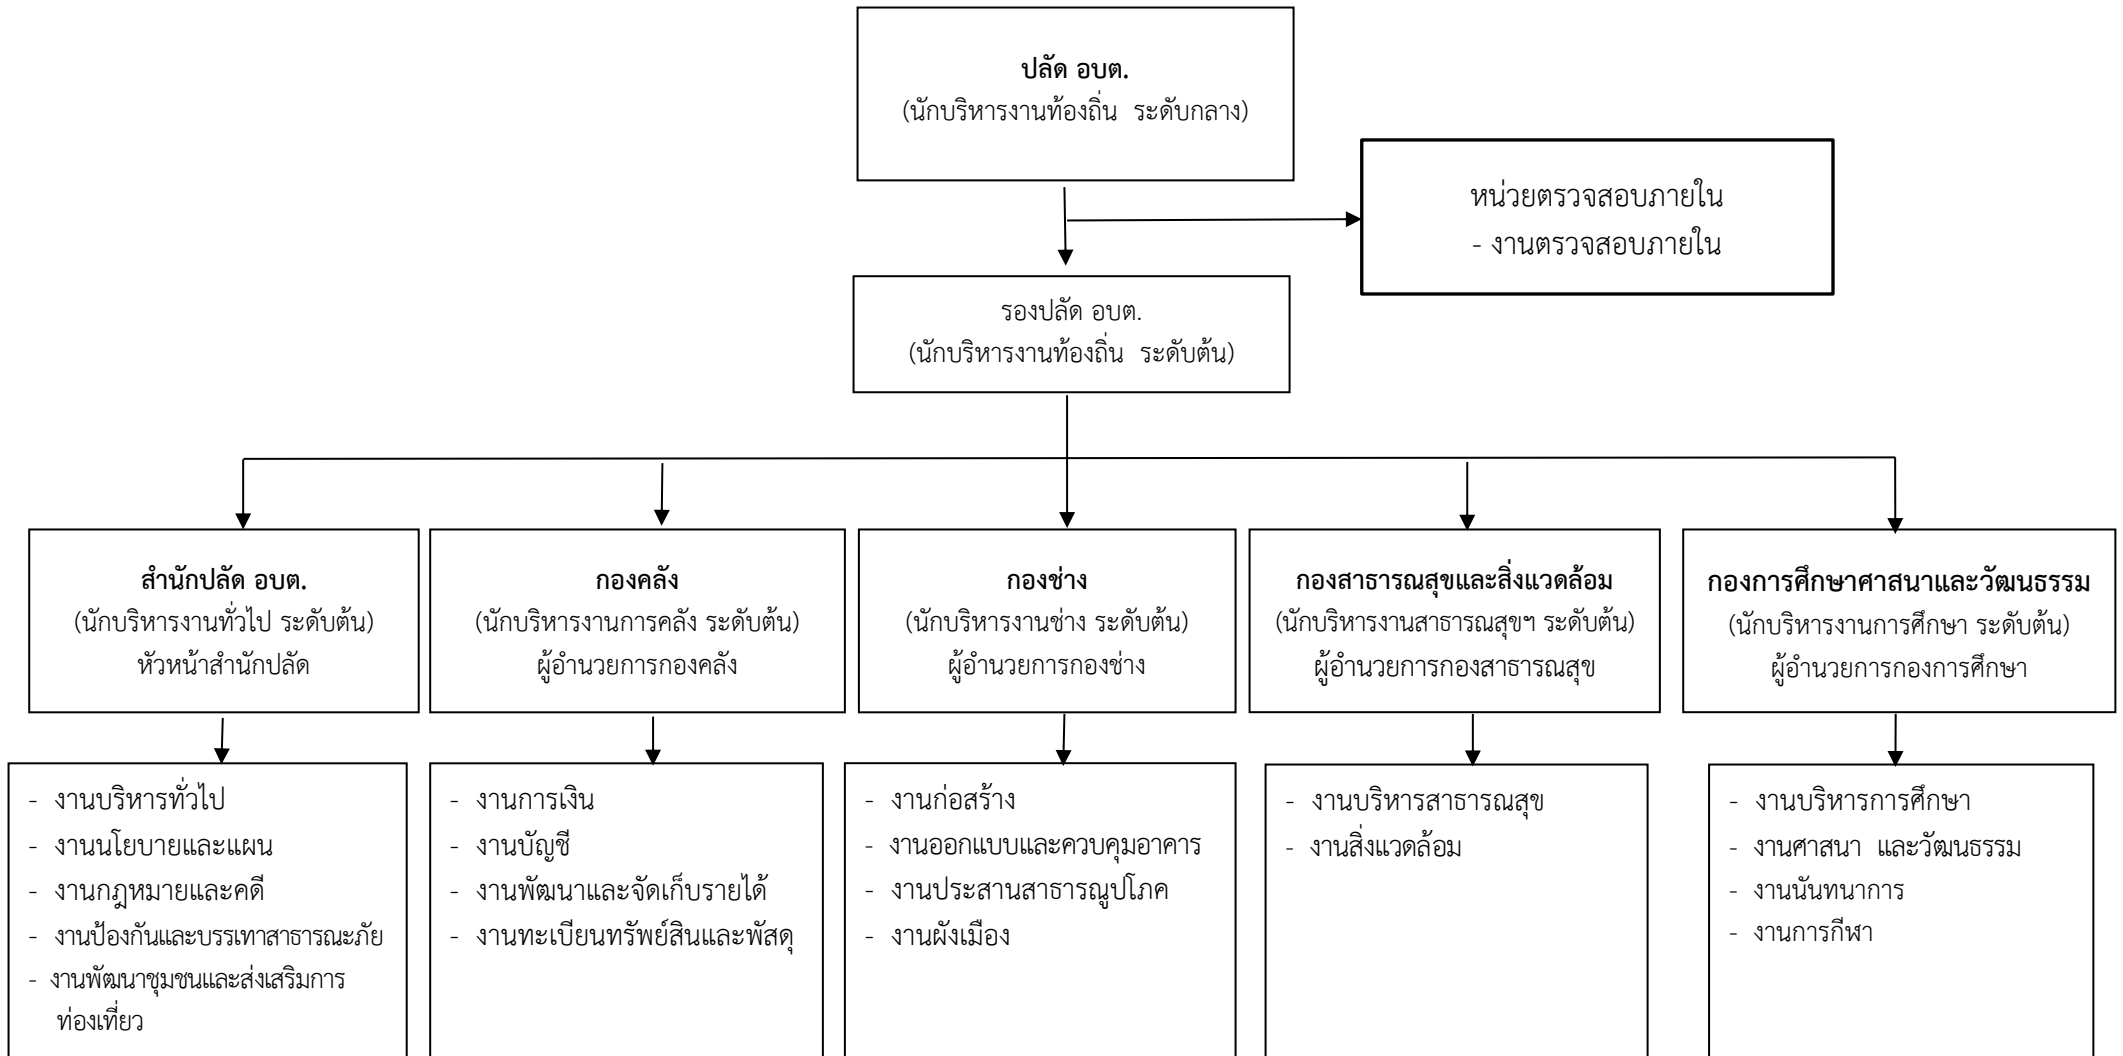 ปลัด อบต.
(นักบริหารงานท้องถิ่น ระดับกลาง)
หน่วยตรวจสอบภายใน
- งานตรวจสอบภายใน
รองปลัด อบต.
(นักบริหารงานท้องถิ่น ระดับต้น)
สำนักปลัด อบต.
(นักบริหารงานทั่วไป ระดับต้น)
หัวหน้าสำนักปลัด
กองคลัง
(นักบริหารงานการคลัง ระดับต้น)
ผู้อำนวยการกองคลัง
กองช่าง
(นักบริหารงานช่าง ระดับต้น)
ผู้อำนวยการกองช่าง
กองสาธารณสุขและสิ่งแวดล้อม
(นักบริหารงานสาธารณสุขฯ ระดับต้น)
ผู้อำนวยการกองสาธารณสุข
กองการศึกษาศาสนาและวัฒนธรรม
(นักบริหารงานการศึกษา ระดับต้น)
ผู้อำนวยการกองการศึกษา
- งานบริหารทั่วไป
- งานนโยบายและแผน
- งานกฎหมายและคดี
- งานป้องกันและบรรเทาสาธารณะภัย
- งานพัฒนาชุมชนและส่งเสริมการ
ท่องเที่ยว
- งานการเงิน
- งานบัญชี
- งานพัฒนาและจัดเก็บรายได้
- งานทะเบียนทรัพย์สินและพัสดุ
- งานก่อสร้าง
- งานออกแบบและควบคุมอาคาร
- งานประสานสาธารณูปโภค
- งานผังเมือง
- งานบริหารสาธารณสุข
- งานสิ่งแวดล้อม
- งานบริหารการศึกษา
- งานศาสนา และวัฒนธรรม
- งานนันทนาการ
- งานการกีฬา